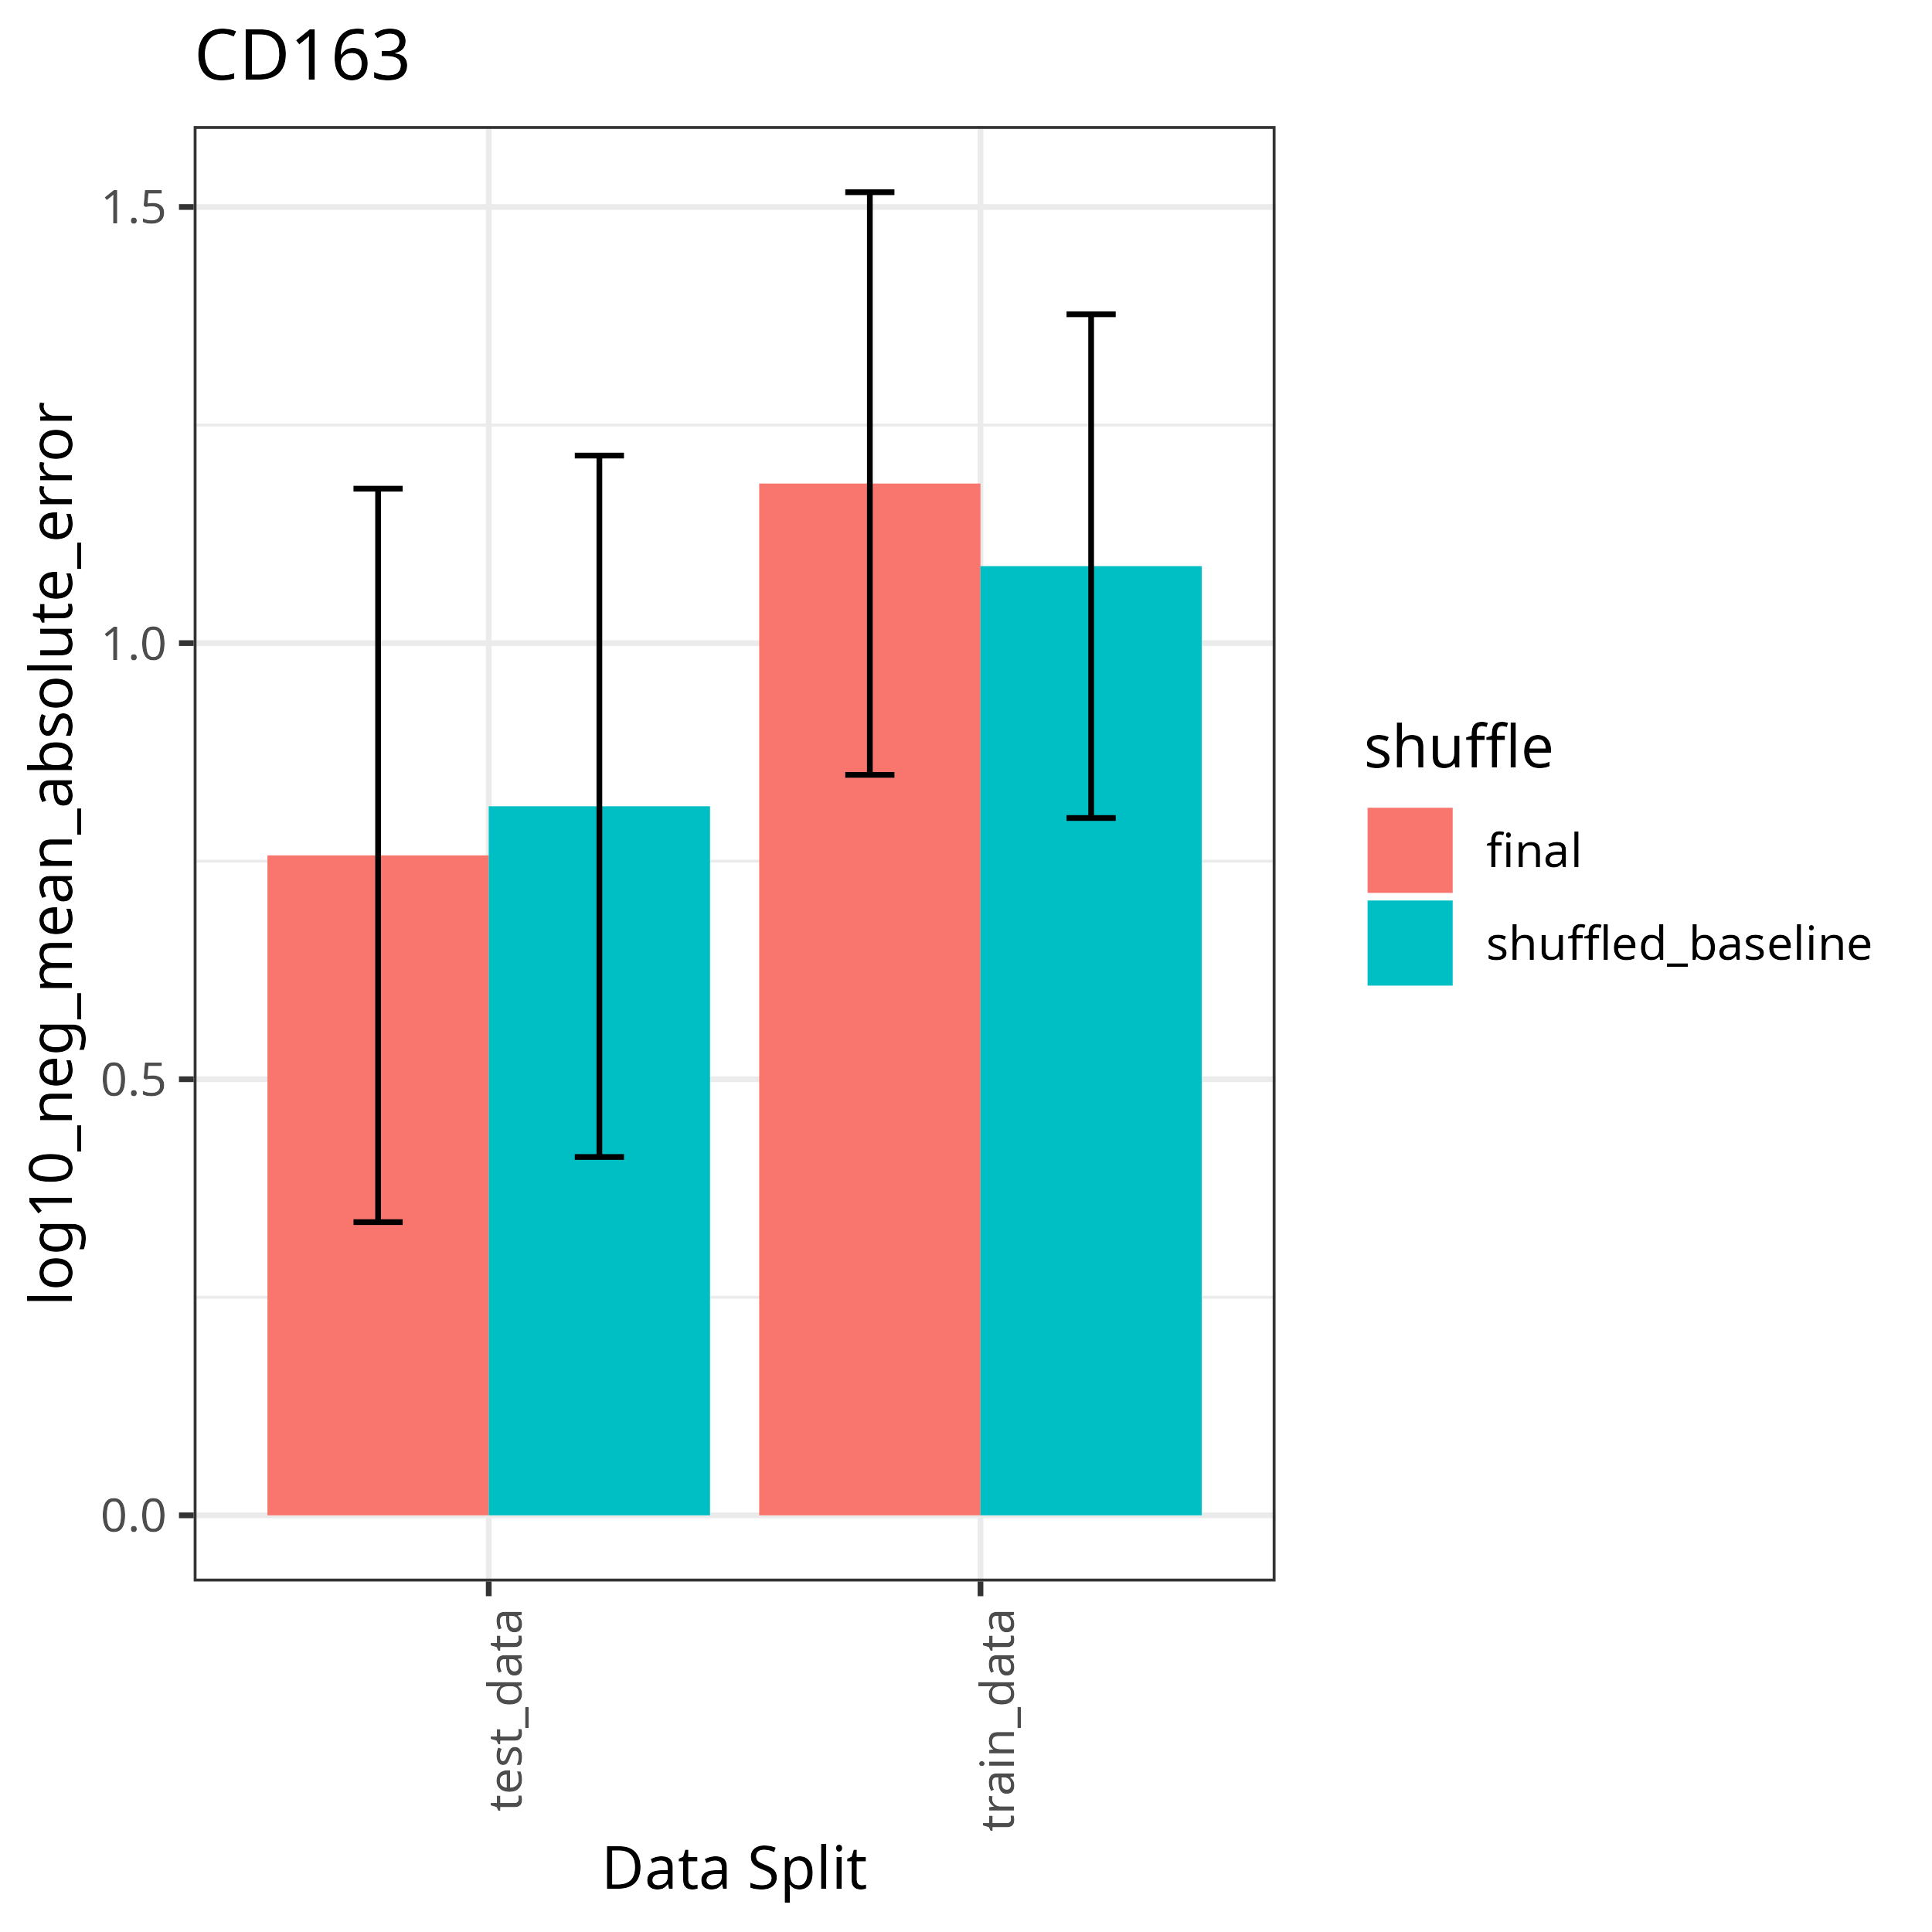 CD163
log10_neg_mean_absolute_error
1.5
1.0
0.5
0.0
test_data
train_data
Data Split
shuffle
final
shuffled_baseline